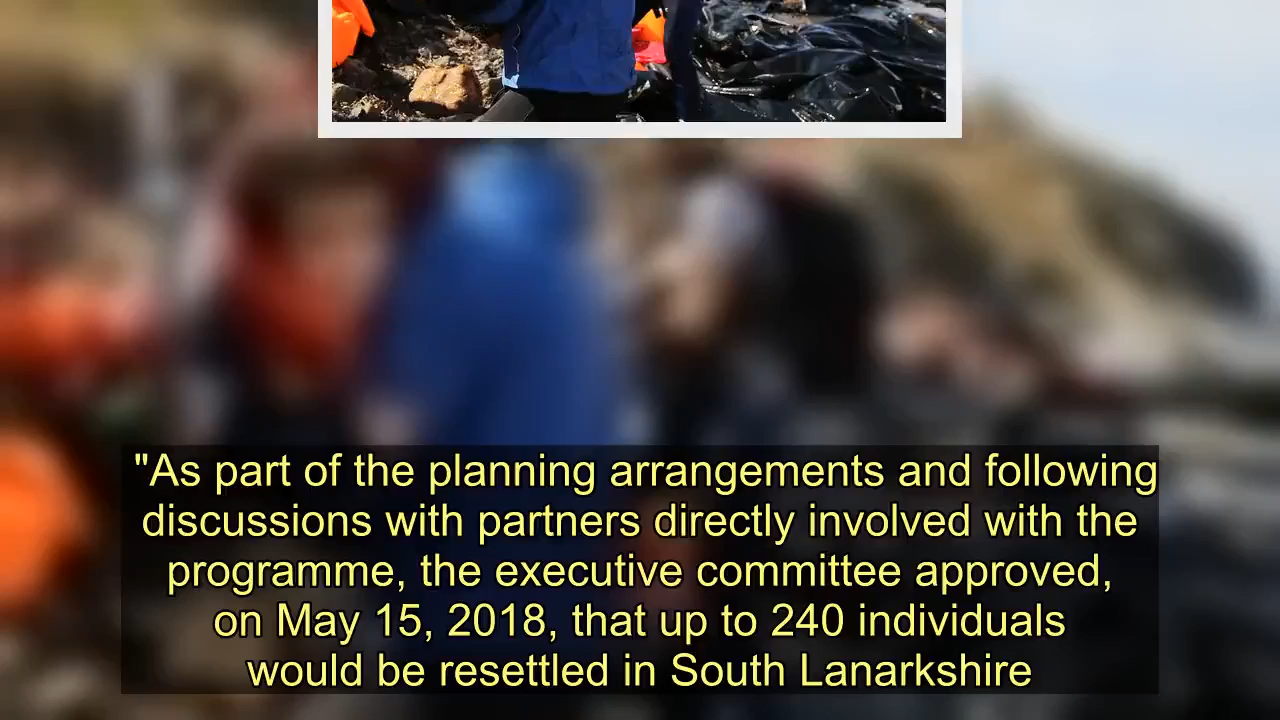 "As part of the planning arrangements and following
discussions with partners directly involved with the
programme, the executive committee approved,
on May 15, 2018, that up to 240 individuals
would be resettled in South Lanarkshire